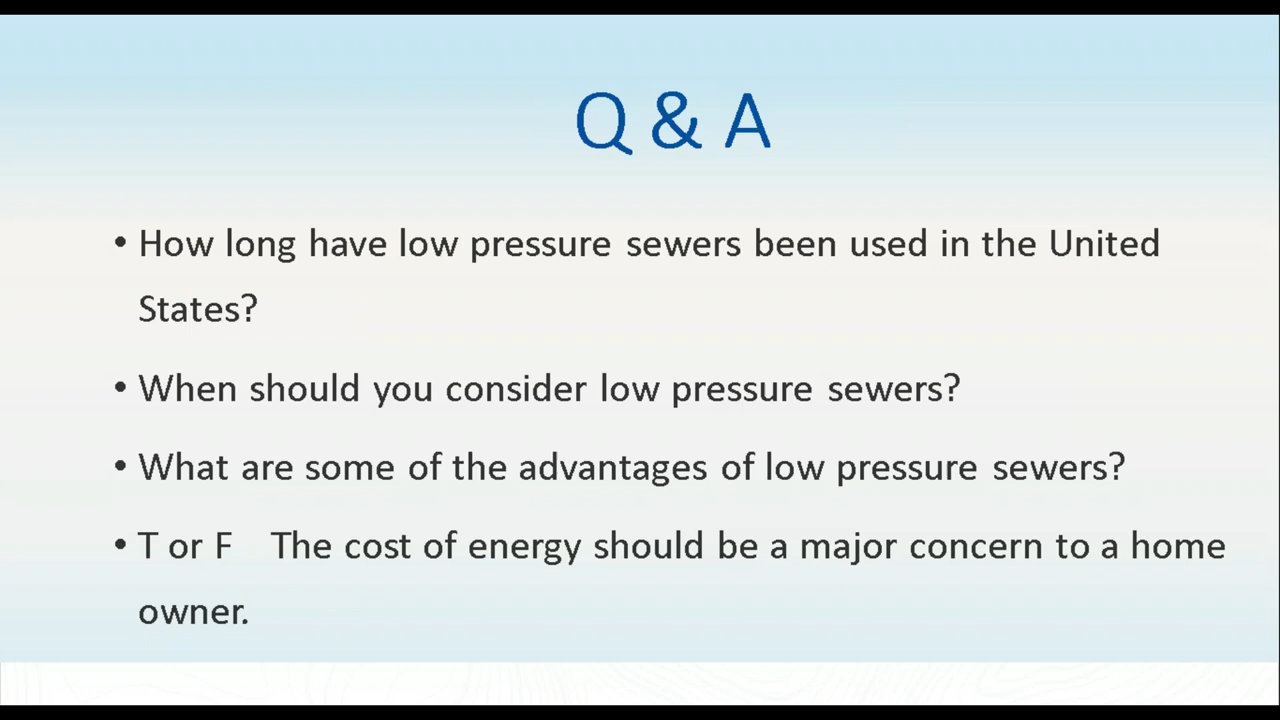 Q & A
• How long have low pressure sewers been used in the United
States?
• When should you consider low pressure sewers?
• What are some of the advantages of low pressure sewers?
• T or F    The cost of energy should be a major concern to a home
owner.